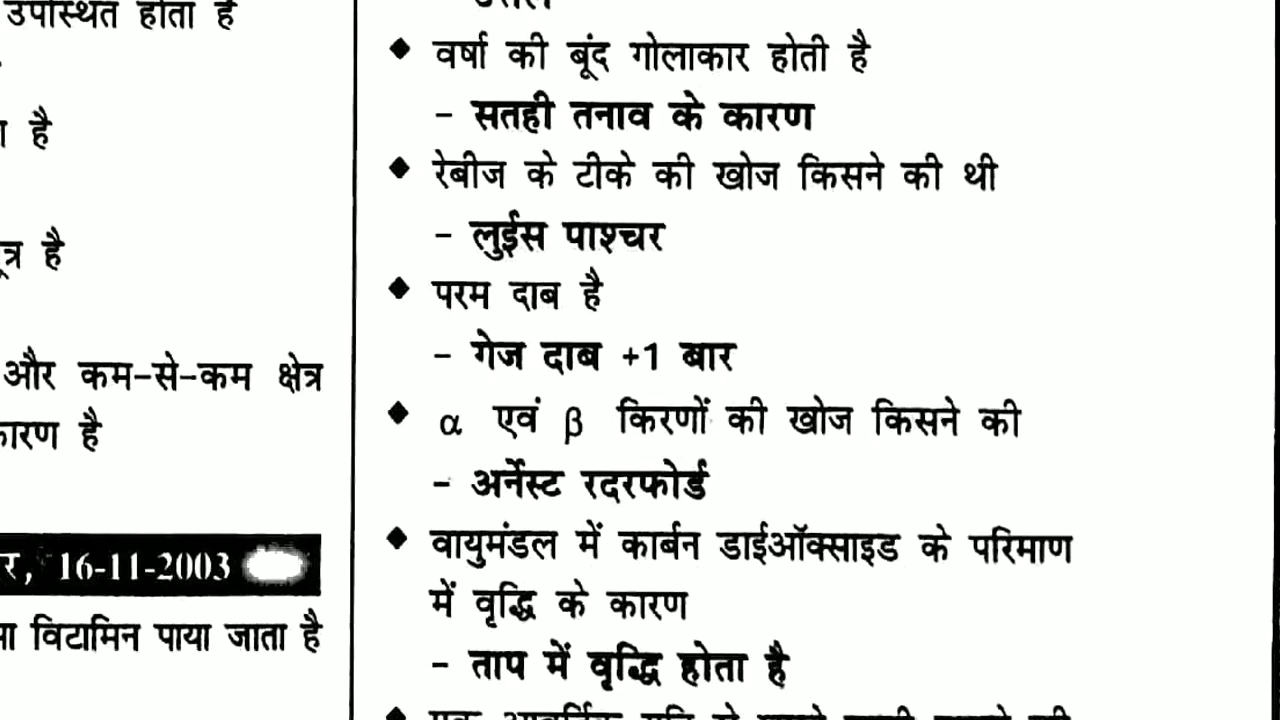 उपस्थित होता है
है
है
और कम-से-कम क्षेत्र
कारण है
16-11-2003
विटामिन पाया जाता है
◆ वर्षा की बूंद गोलाकार होती है
- सतही तनाव के कारण
◆ रेबीज के टीके की खोज किसने की थी
- लुईस पाश्चर
◆ परम दाब है
- गेज दाब +1 बार
◆ α एवं β किरणों की खोज किसने की
- अर्नेस्ट रदरफोर्ड
◆ वायुमंडल में कार्बन डाईऑक्साइड के परिमाण
में वृद्धि के कारण
- ताप में वृद्धि होता है